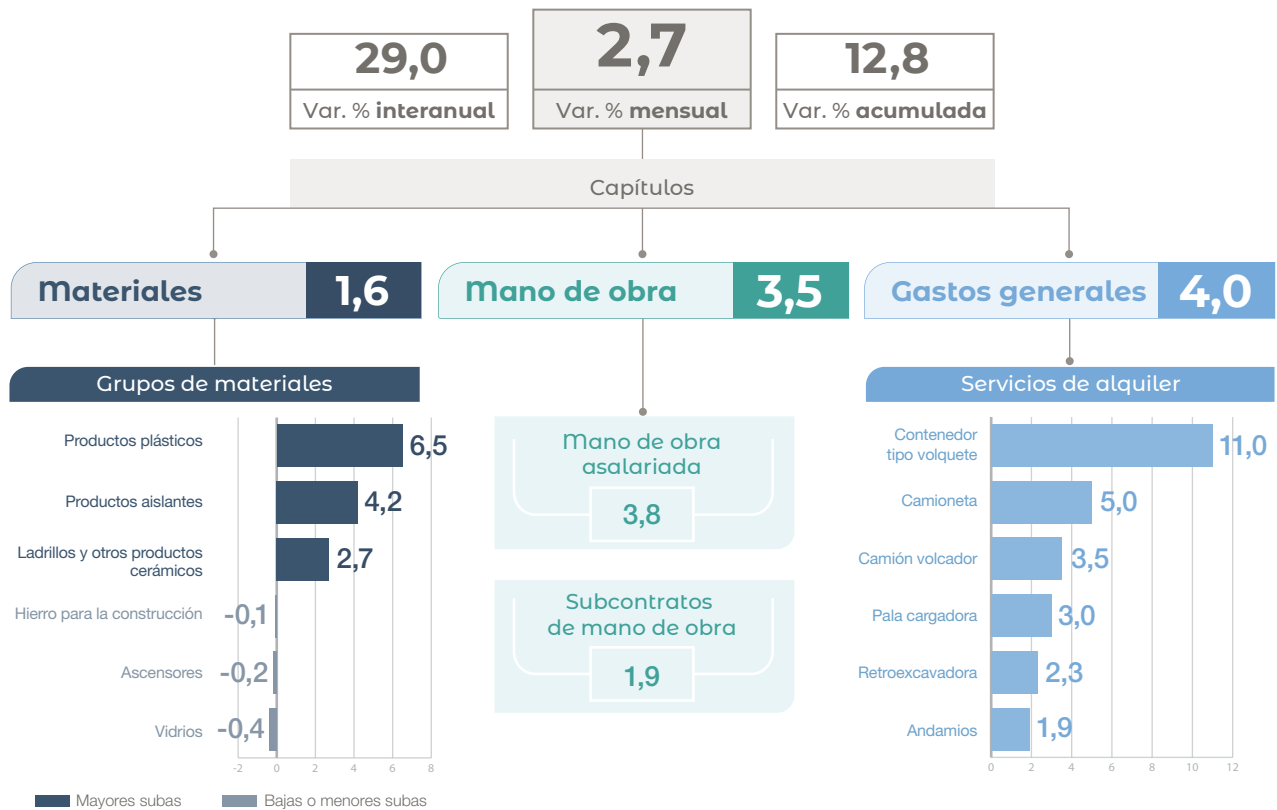 29,0
Var. % interanual
2,7
Var. % mensual
12,8
Var. % acumulada
Capítulos
Materiales 1,6
Grupos de materiales
Productos plásticos 6,5
Productos aislantes 4,2
Ladrillos y otros productos
cerámicos 2,7
Hierro para la construcción -0,1
Ascensores -0,2
Vidrios -0,4
-2 0 2 4 6 8
Mayores subas Bajas o menores subas
Mano de obra 3,5
Mano de obra
asalariada
3,8
Subcontratos
de mano de obra
1,9
Gastos generales 4,0
Servicios de alquiler
Contenedor
tipo volquete 11,0
Camioneta 5,0
Camión volcador 3,5
Pala cargadora 3,0
Retroexcavadora 2,3
Andamios 1,9
0 2 4 6 8 10 12